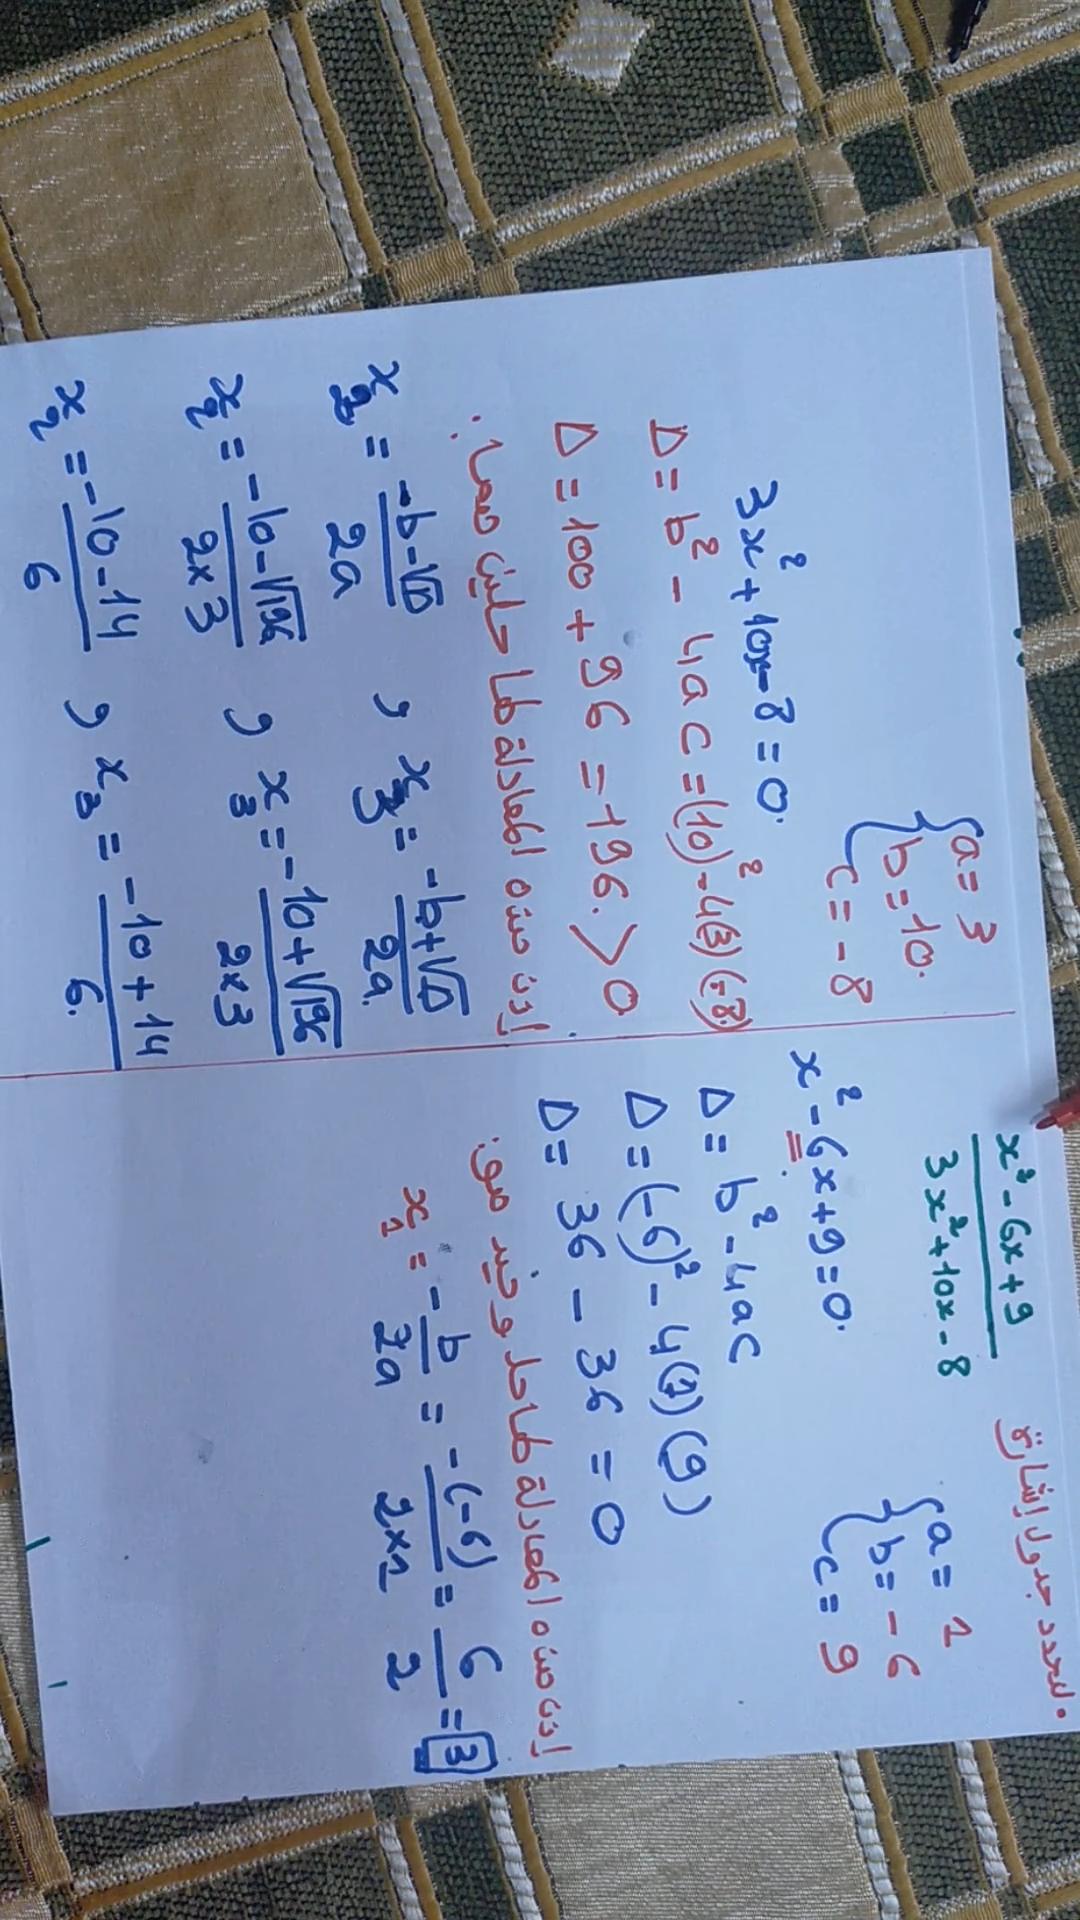 • لنحدد جدول إشارة
x² - 6x + 9
3x² + 10x - 8
x² - 6x + 9 = 0.
{a = 1
b = -6
c = 9
Δ = b² - 4ac
Δ = (-6)² - 4(1)(9)
Δ = 36 - 36 = 0
إذن هذه المعادلة لها حل وحيد هو:
x₁ = -b/2a = -(-6)/2×1 = 6/2 = 3
3x² + 10x - 8 = 0.
{a = 3
b = 10.
c = -8
Δ = b² - 4ac = (10)² - 4(3)(-8)
Δ = 100 + 96 = 196. > 0
إذن هذه المعادلة لها حلين هما:
x₂ = -b-√Δ/2a , x₃ = -b+√Δ/2a
x₂ = -10-√196/2×3 , x₃ = -10+√196/2×3
x₂ = -10-14/6 , x₃ = -10+14/6.